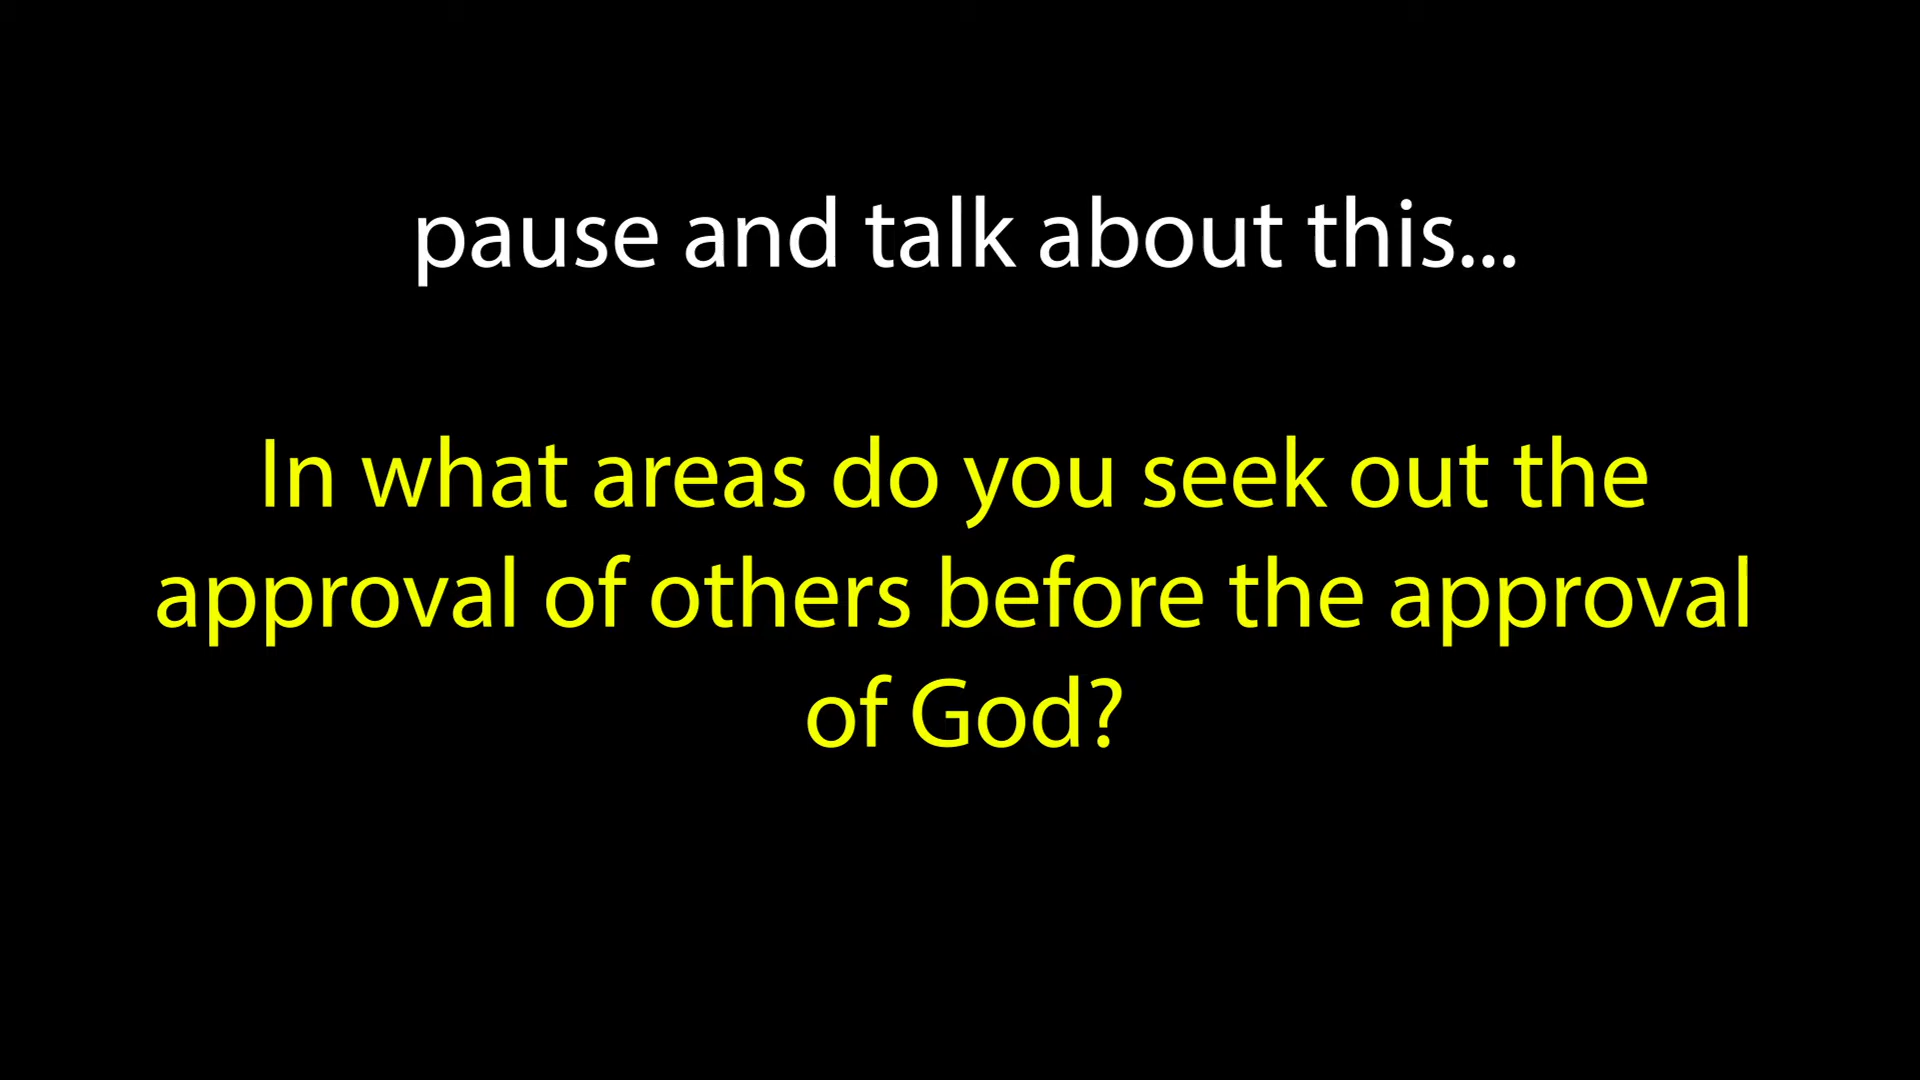 pause and talk about this...
In what areas do you seek out the
approval of others before the approval
of God?